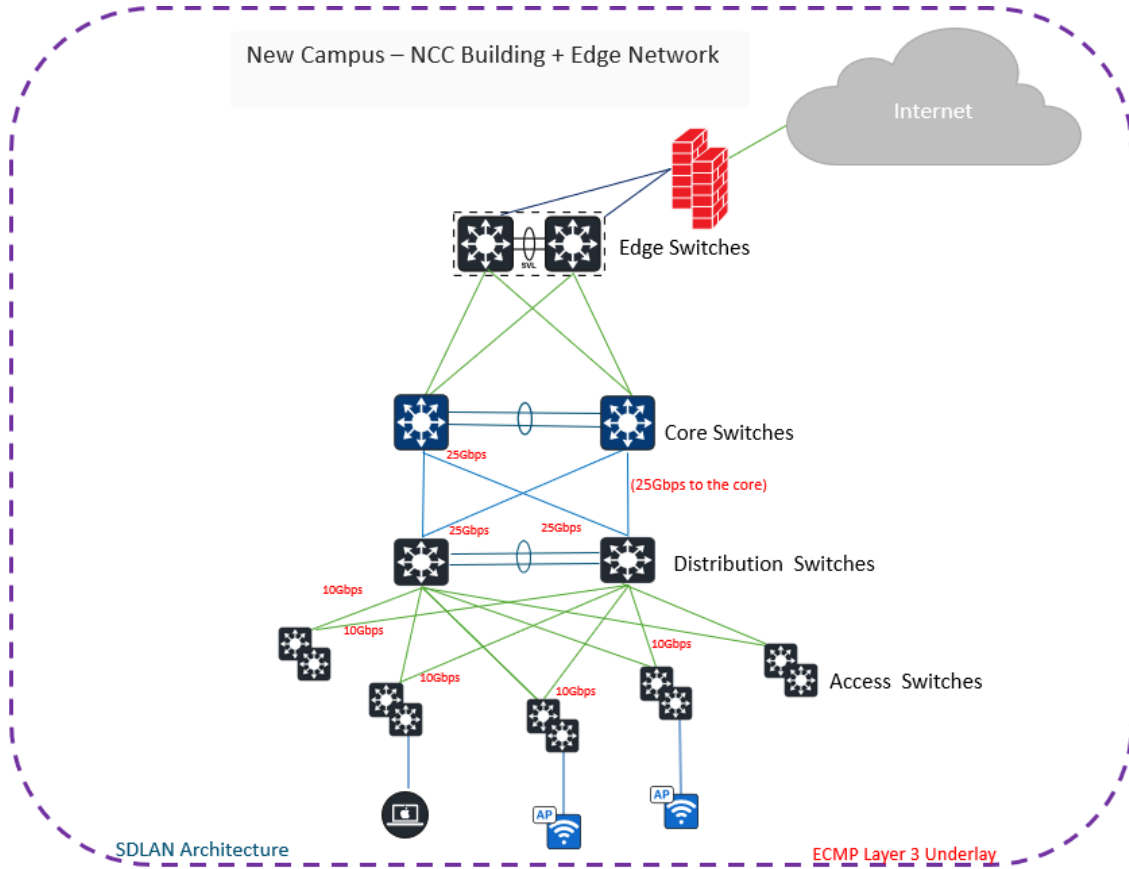 New Campus – NCC Building + Edge Network
Internet
Edge Switches
SVL
Core Switches
25Gbps
(25Gbps to the core)
25Gbps
25Gbps
Distribution Switches
10Gbps
10Gbps
10Gbps
10Gbps
10Gbps
Access Switches
AP
AP
SDLAN Architecture
ECMP Layer 3 Underlay